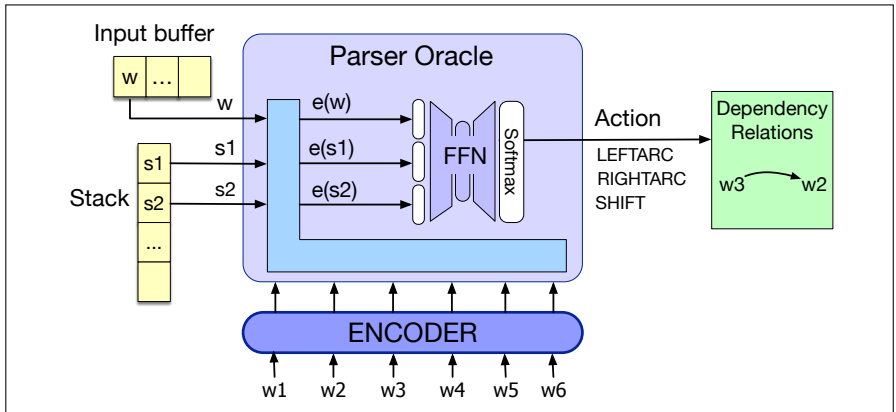 Input buffer
w ...
w
Parser Oracle
e(w)
s1
s2
...
Stack
s1
s2
e(s1)
e(s2)
FFN
Softmax
Action
LEFTARC
RIGHTARC
SHIFT
Dependency
Relations
w3 w2
ENCODER
w1 w2 w3 w4 w5 w6